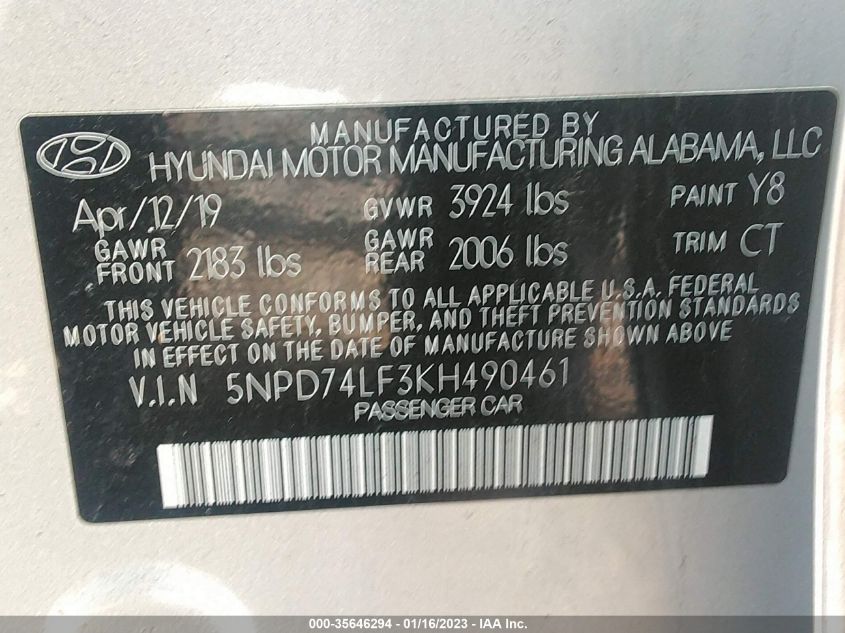 MANUFACTURED BY
HYUNDAI MOTOR MANUFACTURING ALABAMA, LLC
Apr/12/19 GVWR 3924 lbs PAINT Y8
GAWR FRONT 2183 lbs GAWR REAR 2006 lbs TRIM CT
THIS VEHICLE CONFORMS TO ALL APPLICABLE U.S.A. FEDERAL
MOTOR VEHICLE SAFETY, BUMPER, AND THEFT PREVENTION STANDARDS
IN EFFECT ON THE DATE OF MANUFACTURE SHOWN ABOVE
V.I.N 5NPD74LF3KH490461
PASSENGER CAR
000-35646294 - 01/16/2023 - IAA Inc.